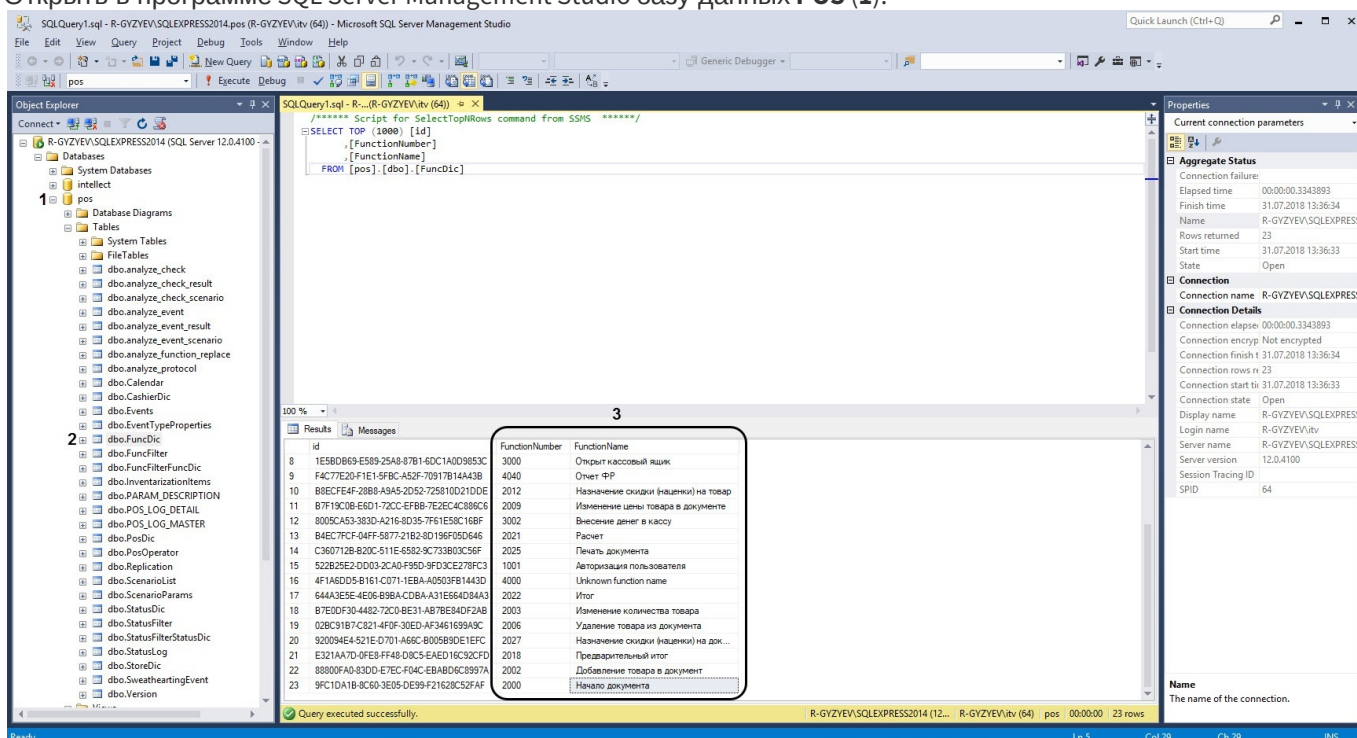 Открыть в программе SQL Server Management Studio базу данных POS (1).
SQLQuery1.sql - R-GYZYEV\SQLEXPRESS2014.pos (R-GYZYEV\itv (64)) - Microsoft SQL Server Management Studio
Quick Launch (Ctrl+Q)
File Edit View Query Project Debug Tools Window Help
New Query Generic Debugger
pos Execute Debug
Object Explorer
Connect
R-GYZYEV\SQLEXPRESS2014 (SQL Server 12.0.4100 -
Databases
System Databases
intellect
1 pos
Database Diagrams
Tables
System Tables
FileTables
dbo.analyze_check
dbo.analyze_check_result
dbo.analyze_check_scenario
dbo.analyze_event
dbo.analyze_event_result
dbo.analyze_event_scenario
dbo.analyze_function_replace
dbo.analyze_protocol
dbo.Calendar
dbo.CashierDic
dbo.Events
dbo.EventTypeProperties
2 dbo.FuncDic
dbo.FuncFilter
dbo.FuncFilterFuncDic
dbo.InventarizationItems
dbo.PARAM_DESCRIPTION
dbo.POS_LOG_DETAIL
dbo.POS_LOG_MASTER
dbo.PosDic
dbo.PosOperator
dbo.Replication
dbo.ScenarioList
dbo.ScenarioParams
dbo.StatusDic
dbo.StatusFilter
dbo.StatusFilterStatusDic
dbo.StatusLog
dbo.StoreDic
dbo.SweatheartingEvent
dbo.Version
SQLQuery1.sql - R-...(R-GYZYEV\itv (64))
/****** Script for SelectTopNRows command from SSMS ******/
SELECT TOP (1000) [id]
,[FunctionNumber]
,[FunctionName]
FROM [pos].[dbo].[FuncDic]
100 %
3
Results Messages
id FunctionNumber FunctionName
8 1E5BDB69-E589-25A8-87B1-6DC1A0D9853C 3000 Открыт кассовый ящик
9 F4C77E20-F1E1-5FBC-A52F-70917B14A43B 4040 Отчет ФР
10 B8ECFE4F-28B8-A9A5-2D52-725810D21DDE 2012 Назначение скидки (наценки) на товар
11 B7F19C0B-E6D1-72CC-EFBB-7E2EC4C886C6 2009 Изменение цены товара в документе
12 8005CA53-383D-A216-8D35-7F61E58C16BF 3002 Внесение денег в кассу
13 B4EC7FCF-04FF-5877-21B2-8D196F05D646 2021 Расчет
14 C360712B-B20C-511E-6582-9C733B03C56F 2025 Печать документа
15 522B25E2-DD03-2CA0-F95D-9FD3CE278FC3 1001 Авторизация пользователя
16 4F1A6DD5-B161-C071-1EBA-A0503FB1443D 4000 Unknown function name
17 644A3E5E-4E06-B9BA-CDBA-A31E664D84A3 2022 Итог
18 B7E0DF30-4482-72C0-BE31-AB7BE84DF2AB 2003 Изменение количества товара
19 02BC91B7-C821-4F0F-30ED-AF3461699A9C 2006 Удаление товара из документа
20 920094E4-521E-D701-A66C-B005B9DE1EFC 2027 Назначение скидки (наценки) на док...
21 E321AA7D-0FE8-FF48-D8C5-EAED16C92CFD 2018 Предварительный итог
22 88800FA0-83DD-E7EC-F04C-EBABD6C8997A 2002 Добавление товара в документ
23 9FC1DA1B-8C60-3E05-DE99-F21628C52FAF 2000 Начало документа
Query executed successfully. R-GYZYEV\SQLEXPRESS2014 (12... R-GYZYEV\itv (64) pos 00:00:00 23 rows
Properties
Current connection parameters
Aggregate Status
Connection failure
Elapsed time 00:00:00.3343893
Finish time 31.07.2018 13:36:34
Name R-GYZYEV\SQLEXPRES
Rows returned 23
Start time 31.07.2018 13:36:33
State Open
Connection
Connection name R-GYZYEV\SQLEXPRES
Connection Details
Connection elapse 00:00:00.3343893
Connection encryp Not encrypted
Connection finish t 31.07.2018 13:36:34
Connection rows re 23
Connection start ti 31.07.2018 13:36:33
Connection state Open
Display name R-GYZYEV\SQLEXPRES
Login name R-GYZYEV\itv
Server name R-GYZYEV\SQLEXPRES
Server version 12.0.4100
Session Tracing ID
SPID 64
Name
The name of the connection.
Ready Ln 5 Col 29 Ch 29 INS